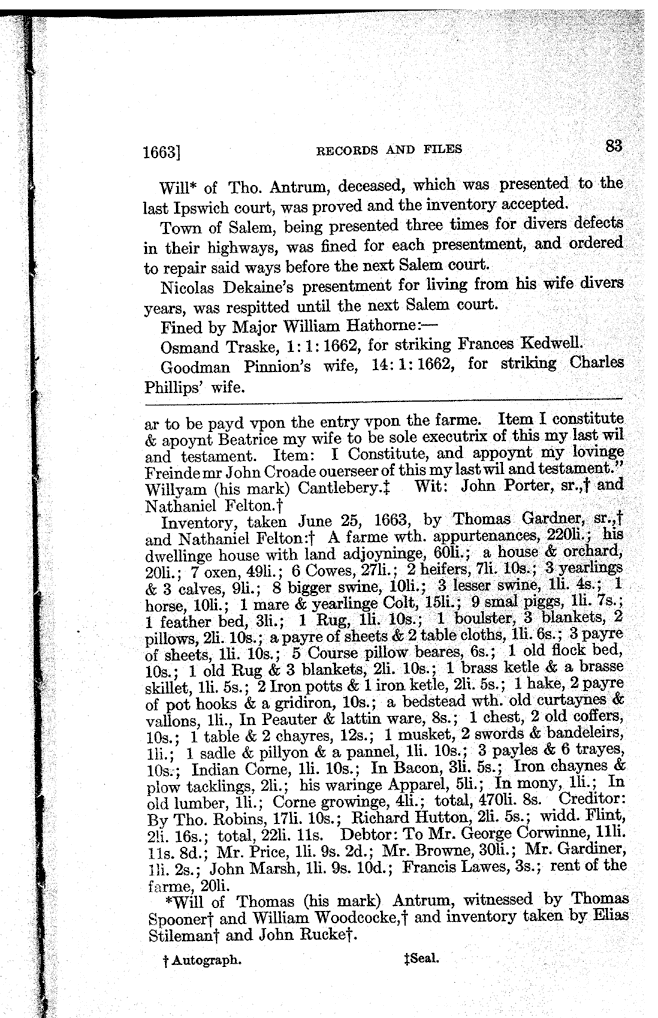 1663] RECORDS AND FILES 83
Will* of Tho. Antrum, deceased, which was presented to the
last Ipswich court, was proved and the inventory accepted.
Town of Salem, being presented three times for divers defects
in their highways, was fined for each presentment, and ordered
to repair said ways before the next Salem court.
Nicolas Dekaine's presentment for living from his wife divers
years, was respitted until the next Salem court.
Fined by Major William Hathorne:—
Osmand Traske, 1: 1: 1662, for striking Frances Kedwell.
Goodman Pinnion's wife, 14: 1: 1662, for striking Charles
Phillips' wife.
ar to be payd vpon the entry vpon the farme. Item I constitute
& apoynt Beatrice my wife to be sole executrix of this my last wil
and testament. Item: I Constitute, and appoynt my lovinge
Freinde mr John Croade ouerseer of this my last wil and testament."
Willyam (his mark) Cantlebery.‡ Wit: John Porter, sr.,† and
Nathaniel Felton.†
Inventory, taken June 25, 1663, by Thomas Gardner, sr.,†
and Nathaniel Felton:† A farme wth. appurtenances, 220li.; his
dwellinge house with land adjoyninge, 60li.; a house & orchard,
20li.; 7 oxen, 49li.; 6 Cowes, 27li.; 2 heifers, 7li. 10s.; 3 yearlings
& 3 calves, 9li.; 8 bigger swine, 10li.; 3 lesser swine, 1li. 4s.; 1
horse, 10li.; 1 mare & yearlinge Colt, 15li.; 9 smal piggs, 1li. 7s.;
1 feather bed, 3li.; 1 Rug, 1li. 10s.; 1 boulster, 3 blankets, 2
pillows, 2li. 10s.; a payre of sheets & 2 table cloths, 1li. 6s.; 3 payre
of sheets, 1li. 10s.; 5 Course pillow beares, 6s.; 1 old flock bed,
10s.; 1 old Rug & 3 blankets, 2li. 10s.; 1 brass ketle & a brasse
skillet, 1li. 5s.; 2 Iron potts & 1 iron ketle, 2li. 5s.; 1 hake, 2 payre
of pot hooks & a gridiron, 10s.; a bedstead wth. old curtaynes &
vallons, 1li., In Peauter & lattin ware, 8s.; 1 chest, 2 old coffers,
10s.; 1 table & 2 chayres, 12s.; 1 musket, 2 swords & bandeleirs,
1li.; 1 sadle & pillyon & a pannel, 1li. 10s.; 3 payles & 6 trayes,
10s.; Indian Corne, 1li. 10s.; In Bacon, 3li. 5s.; Iron chaynes &
plow tacklings, 2li.; his waringe Apparel, 5li.; In mony, 1li.; In
old lumber, 1li.; Corne growinge, 4li.; total, 470li. 8s. Creditor:
By Tho. Robins, 17li. 10s.; Richard Hutton, 2li. 5s.; widd. Flint,
2li. 16s.; total, 22li. 11s. Debtor: To Mr. George Corwinne, 11li.
11s. 8d.; Mr. Price, 1li. 9s. 2d.; Mr. Browne, 30li.; Mr. Gardiner,
1li. 2s.; John Marsh, 1li. 9s. 10d.; Francis Lawes, 3s.; rent of the
farme, 20li.
*Will of Thomas (his mark) Antrum, witnessed by Thomas
Spooner† and William Woodcocke,† and inventory taken by Elias
Stileman† and John Rucke†.
†Autograph. ‡Seal.